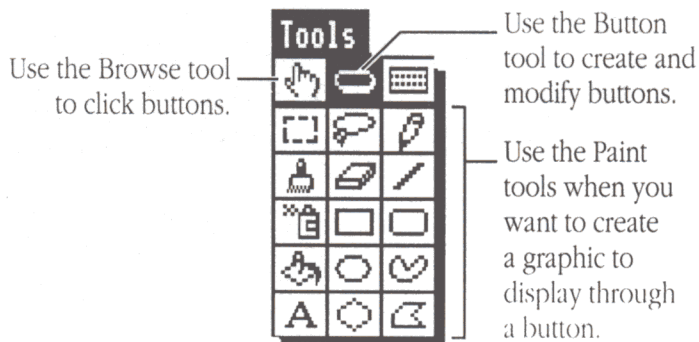 Tools
Use the Browse tool
to click buttons.
Use the Button
tool to create and
modify buttons.
Use the Paint
tools when you
want to create
a graphic to
display through
a button.
A